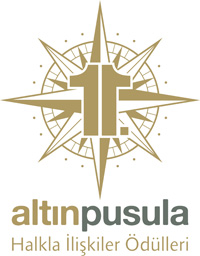 11.
altınpusula
Halkla İlişkiler Ödülleri